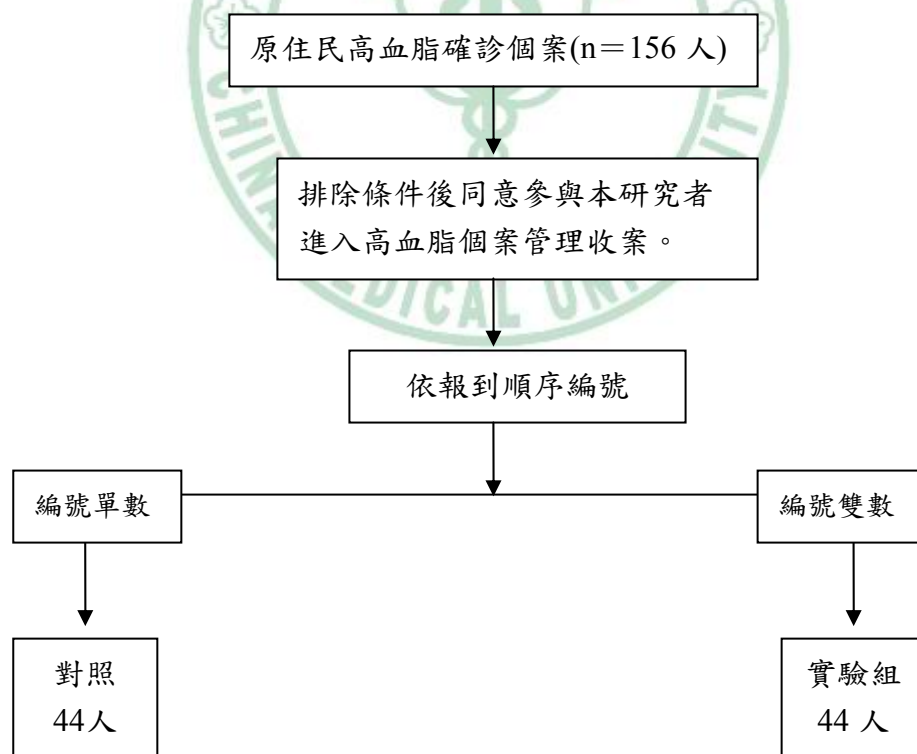 原住民高血脂確診個案(n＝156 人)
排除條件後同意參與本研究者
進入高血脂個案管理收案。
依報到順序編號
編號單數
編號雙數
對照
44人
實驗組
44 人
CHINA MEDICAL UNIVERSITY